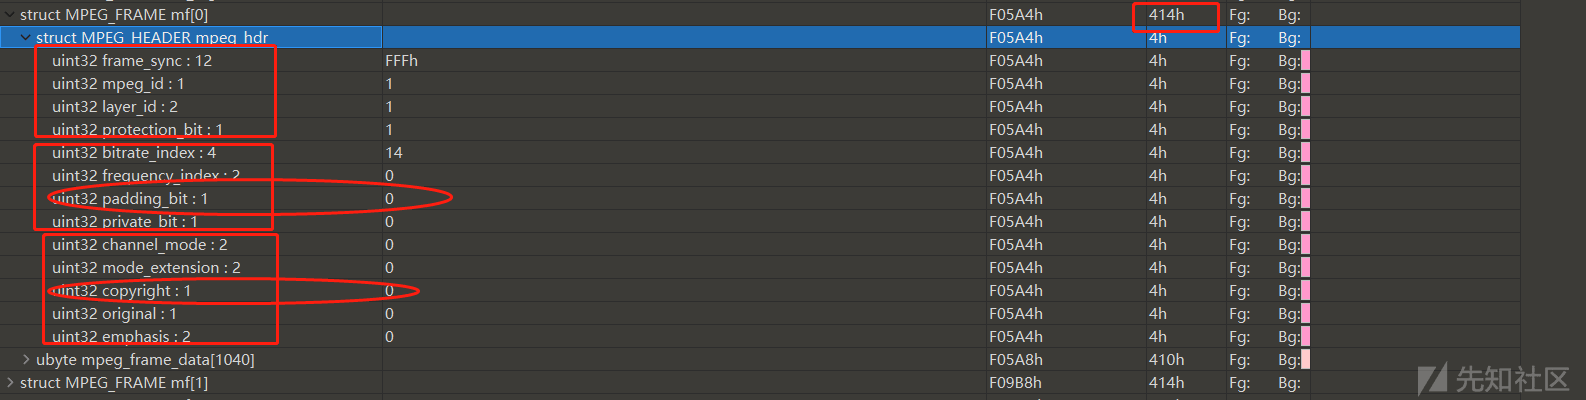 struct MPEG_FRAME mf[0] F05A4h 414h Fg: Bg:
struct MPEG_HEADER mpeg_hdr F05A4h 4h Fg: Bg:
uint32 frame_sync : 12 FFFh F05A4h 4h Fg: Bg:
uint32 mpeg_id : 1 1 F05A4h 4h Fg: Bg:
uint32 layer_id : 2 1 F05A4h 4h Fg: Bg:
uint32 protection_bit : 1 1 F05A4h 4h Fg: Bg:
uint32 bitrate_index : 4 14 F05A4h 4h Fg: Bg:
uint32 frequency_index : 2 0 F05A4h 4h Fg: Bg:
uint32 padding_bit : 1 0 F05A4h 4h Fg: Bg:
uint32 private_bit : 1 0 F05A4h 4h Fg: Bg:
uint32 channel_mode : 2 0 F05A4h 4h Fg: Bg:
uint32 mode_extension : 2 0 F05A4h 4h Fg: Bg:
uint32 copyright : 1 0 F05A4h 4h Fg: Bg:
uint32 original : 1 0 F05A4h 4h Fg: Bg:
uint32 emphasis : 2 0 F05A4h 4h Fg: Bg:
ubyte mpeg_frame_data[1040] F05A8h 410h Fg: Bg:
struct MPEG_FRAME mf[1] F09B8h 414h Fg: Bg:
先知社区